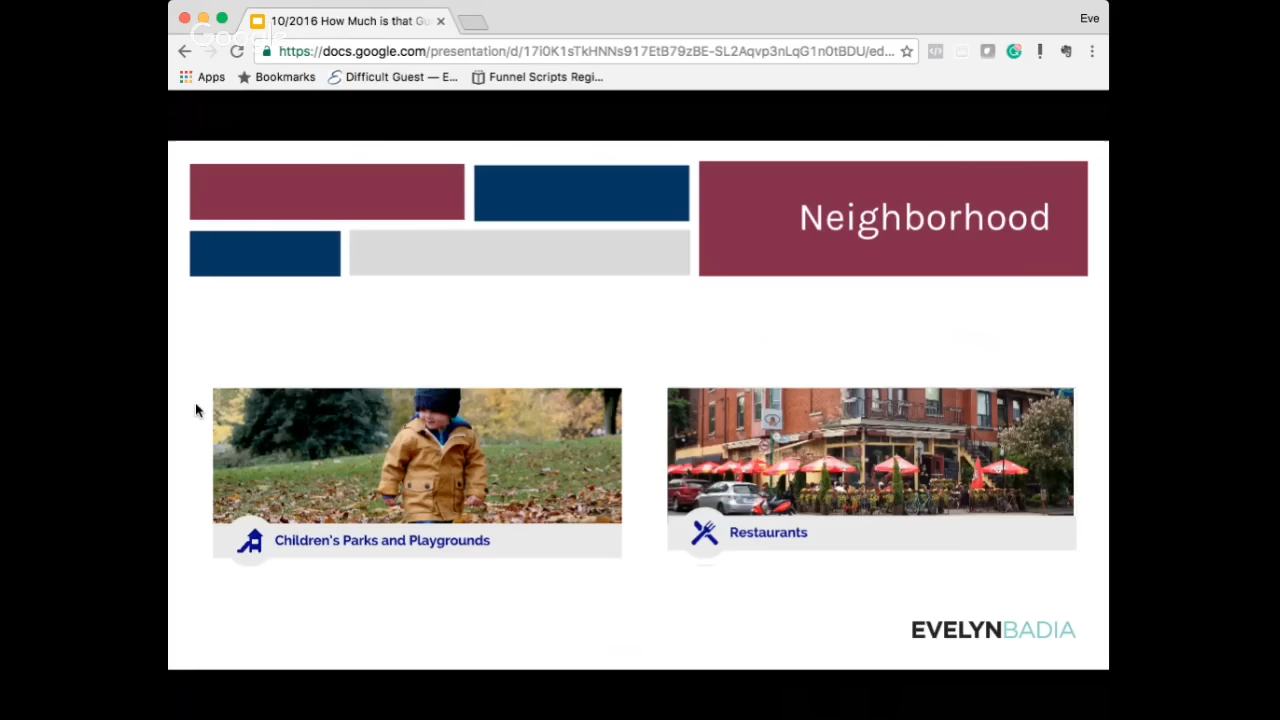 10/2016 How Much is that Gu
Eve
Google
https://docs.google.com/presentation/d/17i0K1sTkHNNs917EtB79zBE-SL2Aqvp3nLqG1n0tBDU/ed...
Apps
Bookmarks
Difficult Guest — E...
Funnel Scripts Regi...
Neighborhood
Children's Parks and Playgrounds
Restaurants
EVELYNBADIA